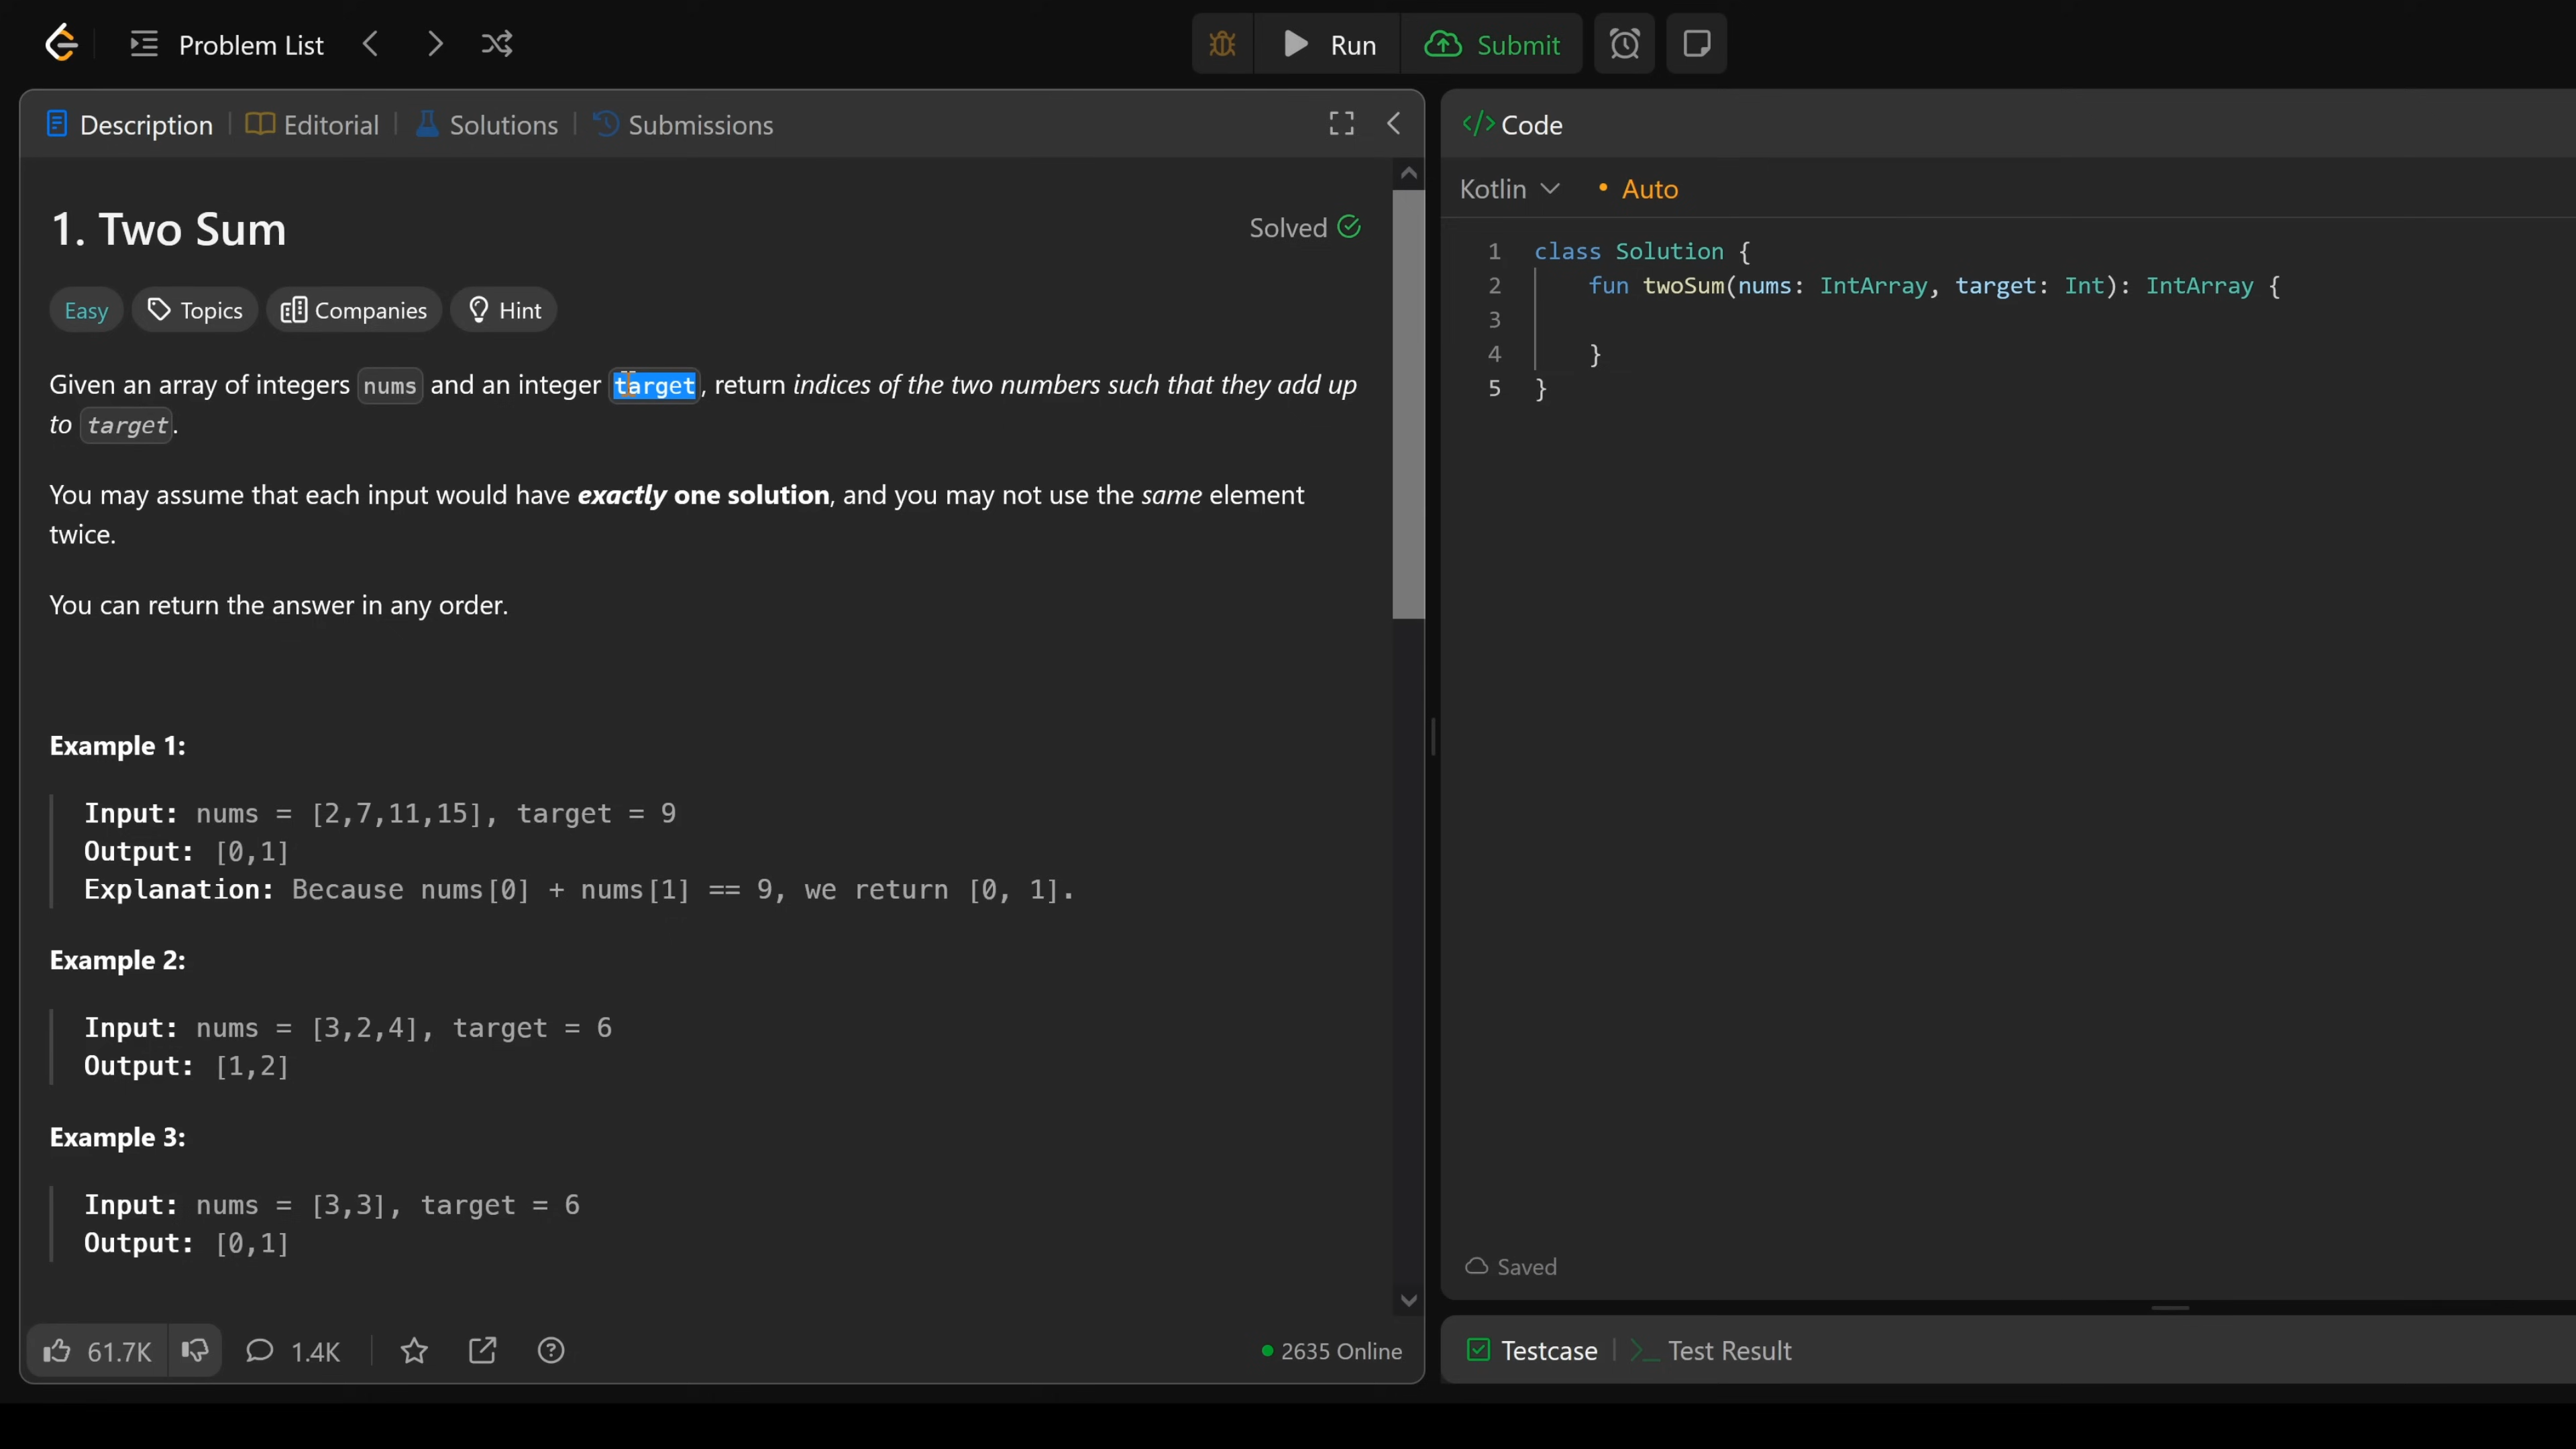 Problem List
Run
Submit
Description
Editorial
Solutions
Submissions
1. Two Sum
Solved
Easy
Topics
Companies
Hint
Given an array of integers nums and an integer target, return indices of the two numbers such that they add up
to target.
You may assume that each input would have exactly one solution, and you may not use the same element
twice.
You can return the answer in any order.
Example 1:
Input: nums = [2,7,11,15], target = 9
Output: [0,1]
Explanation: Because nums[0] + nums[1] == 9, we return [0, 1].
Example 2:
Input: nums = [3,2,4], target = 6
Output: [1,2]
Example 3:
Input: nums = [3,3], target = 6
Output: [0,1]
61.7K
1.4K
2635 Online
</> Code
Kotlin
Auto
1 class Solution {
2 fun twoSum(nums: IntArray, target: Int): IntArray {
3
4 }
5 }
Saved
Testcase
Test Result